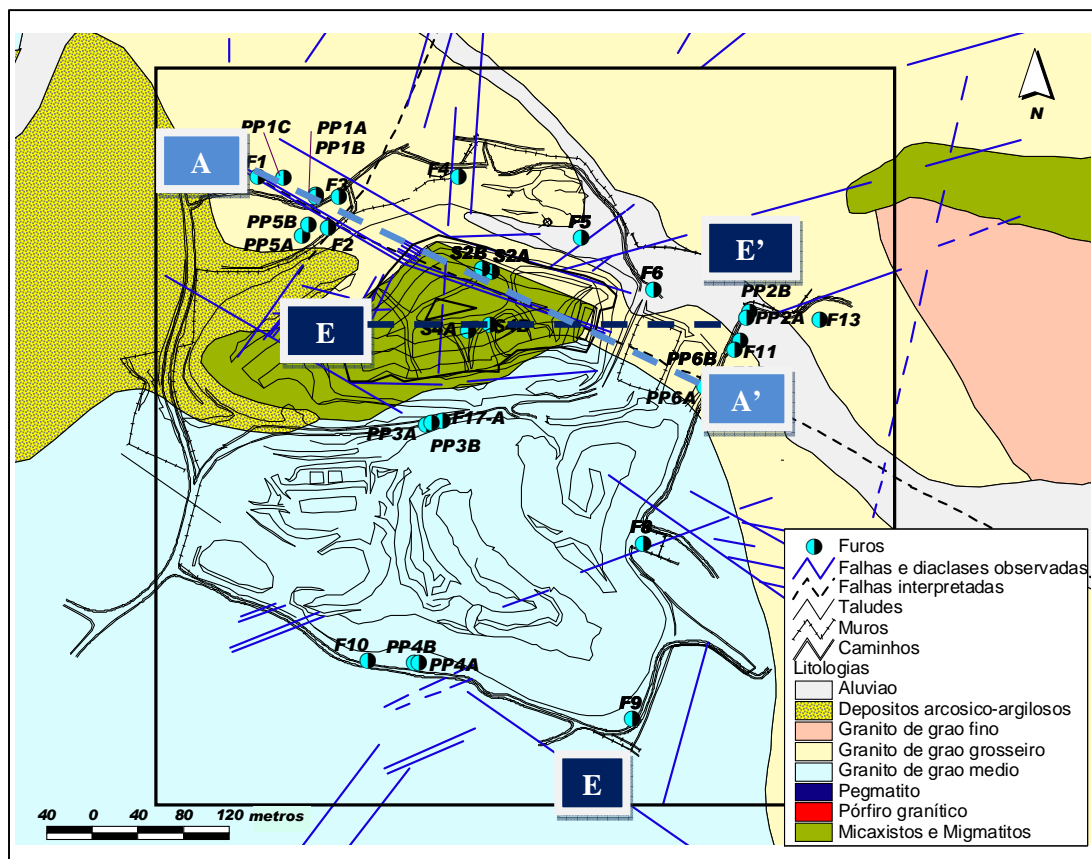 N
PP1C
PP1A
PP1B
A
F1
F3
F4
PP5B
PP5A
F2
F5
S2B
S2A
F6
E'
PP2B
PP2A
F13
E
S4A
PP6B
F11
PP6A
A'
F17-A
PP3A
PP3B
F8
F10
PP4B
PP4A
F9
E
40 0 40 80 120 metros
Furos
Falhas e diaclases observadas
Falhas interpretadas
Taludes
Muros
Caminhos
Litologias
Aluviao
Depositos arcosico-argilosos
Granito de grao fino
Granito de grao grosseiro
Granito de grao medio
Pegmatito
Pórfiro granítico
Micaxistos e Migmatitos